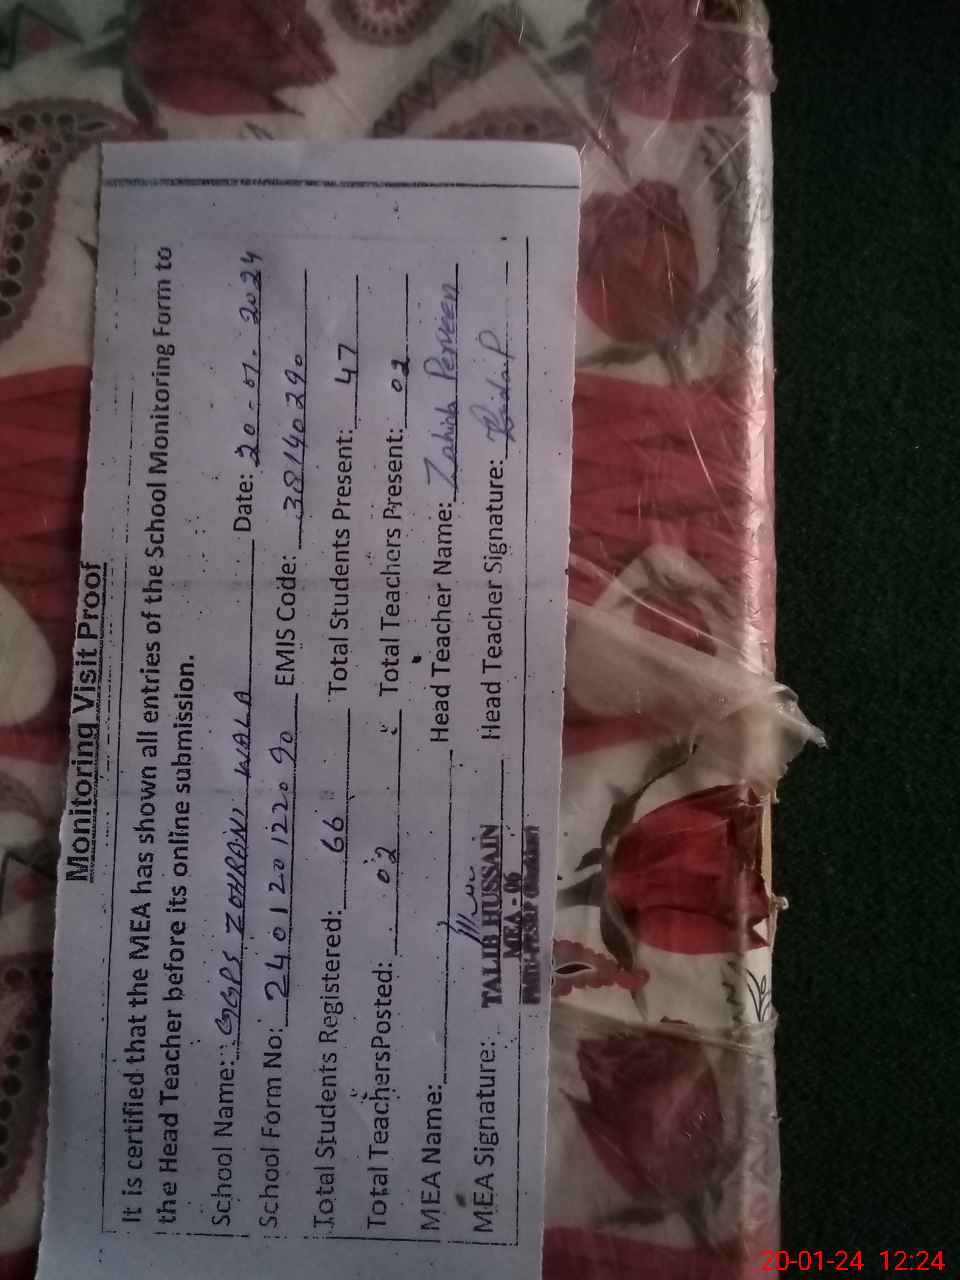 Monitoring Visit Proof
It is certified that the MEA has shown all entries of the School Monitoring Form to
the Head Teacher before its online submission.
School Name: GGPS ZOHRANI WALA Date: 20-01-2024
School Form No: 240120122090 EMIS Code: 38140290
Total Students Registered: 66 Total Students Present: 47
Total TeachersPosted: 02 Total Teachers Present: 02
MEA Name: Head Teacher Name: Zahida Perveen
MEA Signature: Head Teacher Signature:
TALIB HUSSAIN
MEA - 06
20-01-24 12:24